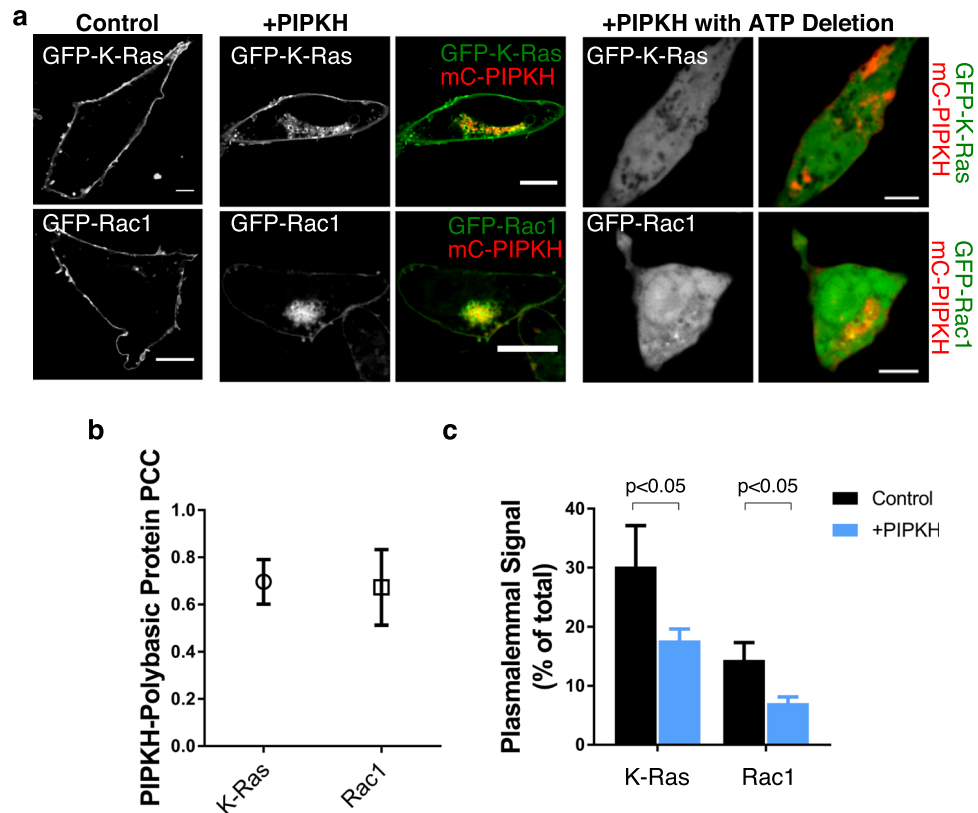 a
Control
+PIPKH
+PIPKH with ATP Deletion
GFP-K-Ras
GFP-K-Ras
GFP-K-Ras
mC-PIPKH
GFP-K-Ras
GFP-K-Ras
mC-PIPKH
GFP-Rac1
GFP-Rac1
GFP-Rac1
mC-PIPKH
GFP-Rac1
GFP-Rac1
mC-PIPKH
b
PIPKH-Polybasic Protein PCC
1.0
0.8
0.6
0.4
0.2
0.0
K-Ras
Rac1
c
Plasmalemmal Signal
(% of total)
40
30
20
10
0
p<0.05
p<0.05
K-Ras
Rac1
Control
+PIPKH